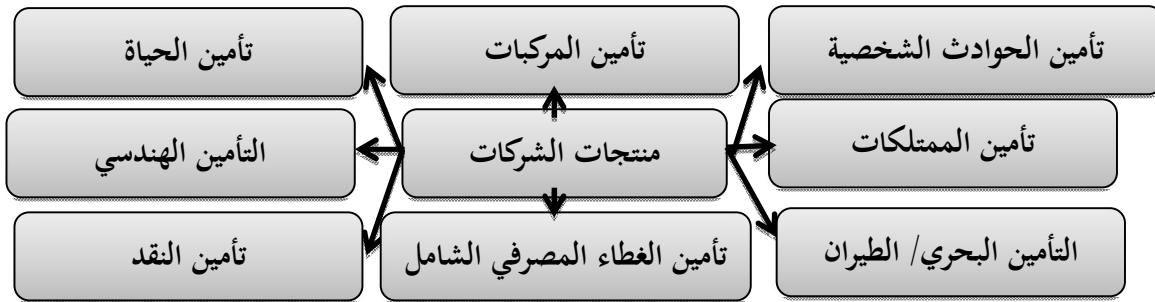 تأمين الحوادث الشخصية
تأمين المركبات
تأمين الحياة
تأمين الممتلكات
منتجات الشركات
التأمين الهندسي
التأمين البحري/ الطيران
تأمين الغطاء المصرفي الشامل
تأمين النقد